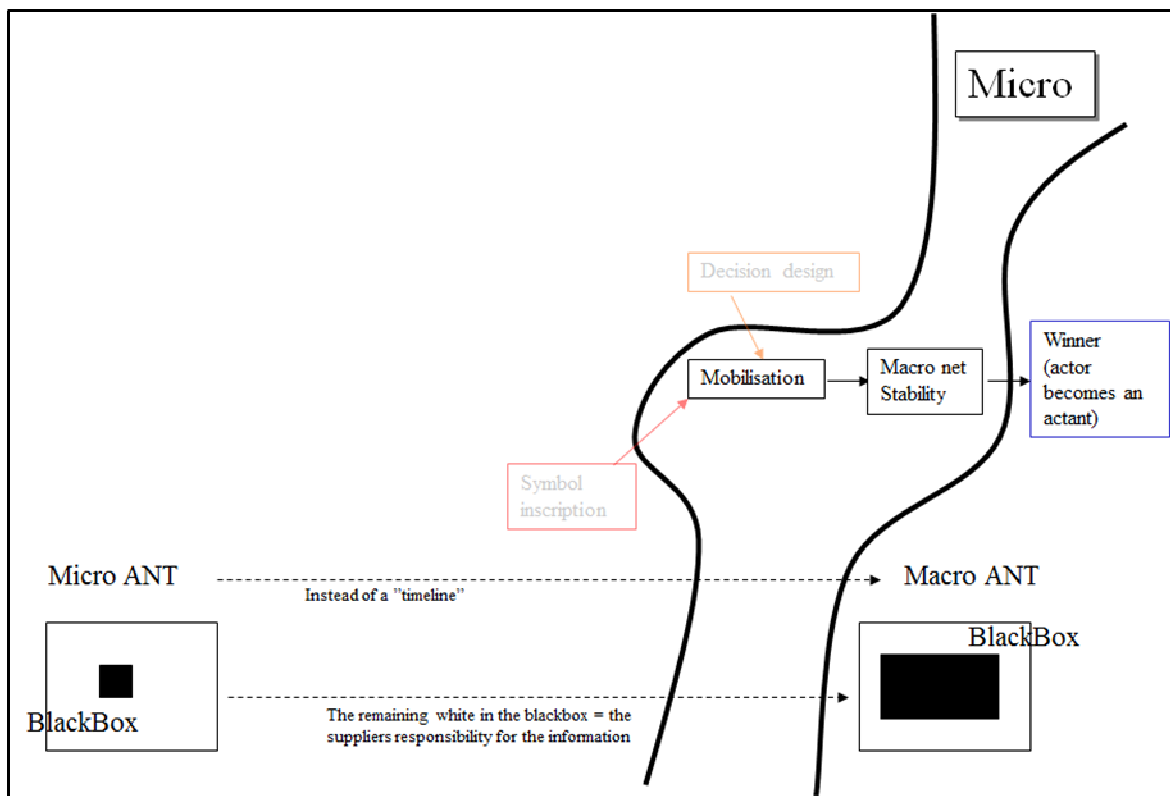 Micro
Decision design
Mobilisation
Macro net
Stability
Winner
(actor
becomes an
actant)
Symbol
inscription
Micro ANT
Instead of a ”timeline”
Macro ANT
BlackBox
BlackBox
The remaining white in the blackbox = the
suppliers responsibility for the information